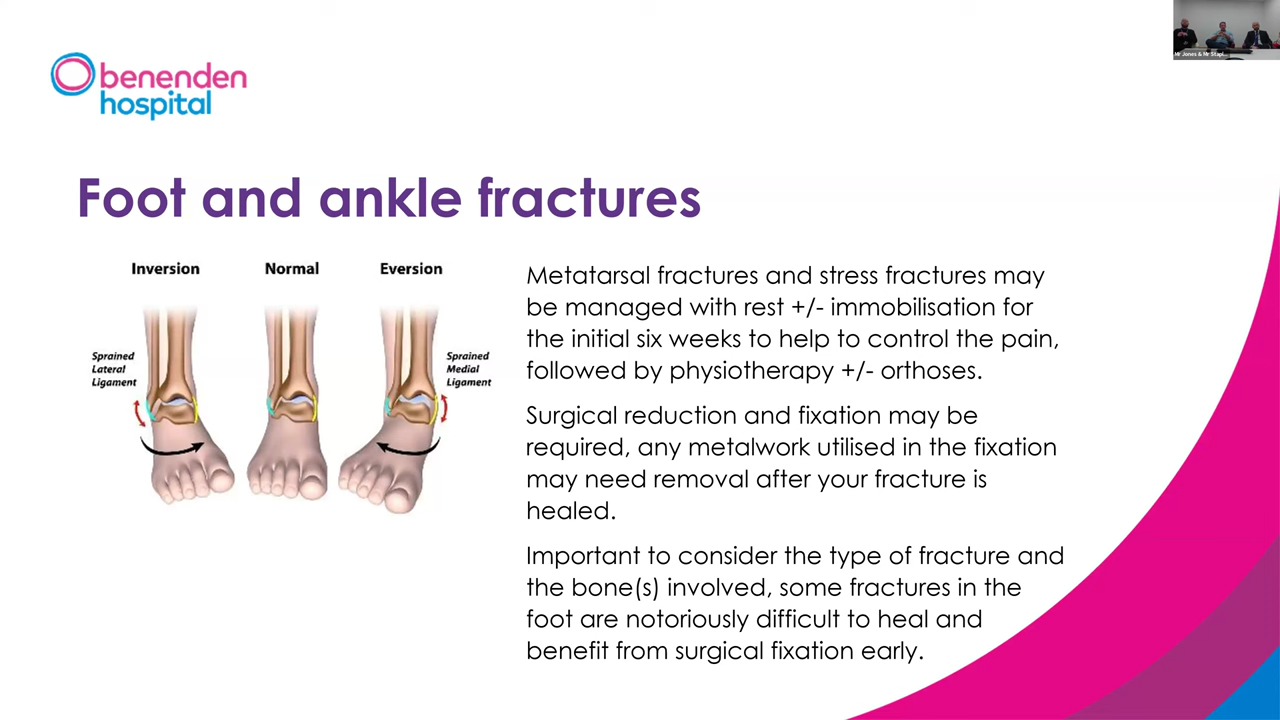 Mr Jones & Mr Stapl...
benenden
hospital
Foot and ankle fractures
Inversion
Normal
Eversion
Sprained
Lateral
Ligament
Sprained
Medial
Ligament
Metatarsal fractures and stress fractures may
be managed with rest +/- immobilisation for
the initial six weeks to help to control the pain,
followed by physiotherapy +/- orthoses.
Surgical reduction and fixation may be
required, any metalwork utilised in the fixation
may need removal after your fracture is
healed.
Important to consider the type of fracture and
the bone(s) involved, some fractures in the
foot are notoriously difficult to heal and
benefit from surgical fixation early.